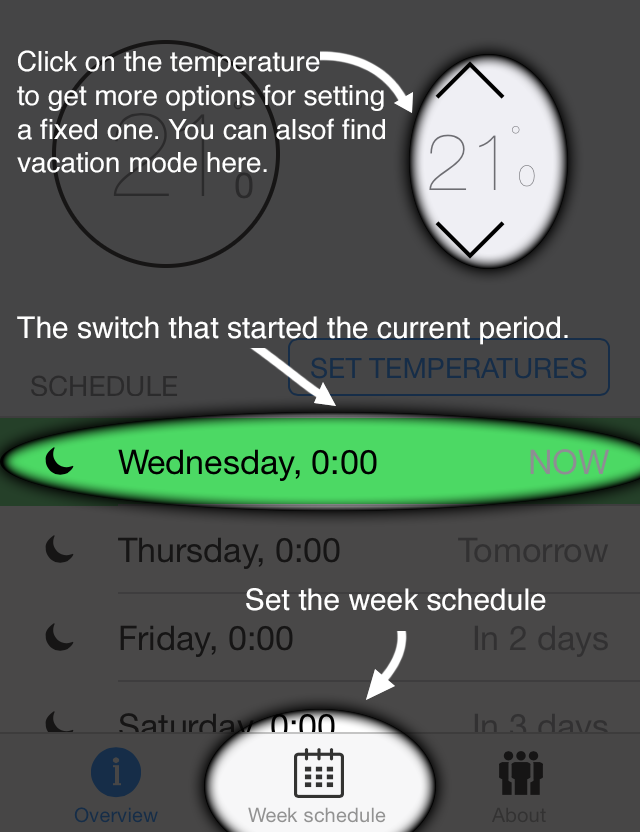 Click on the temperature
to get more options for setting
a fixed one. You can alsof find
vacation mode here.
21°0
21°0
The switch that started the current period.
SCHEDULE
SET TEMPERATURES
Wednesday, 0:00 NOW
Thursday, 0:00 Tomorrow
Set the week schedule
Friday, 0:00 In 2 days
Saturday, 0:00 In 3 days
Overview Week schedule About